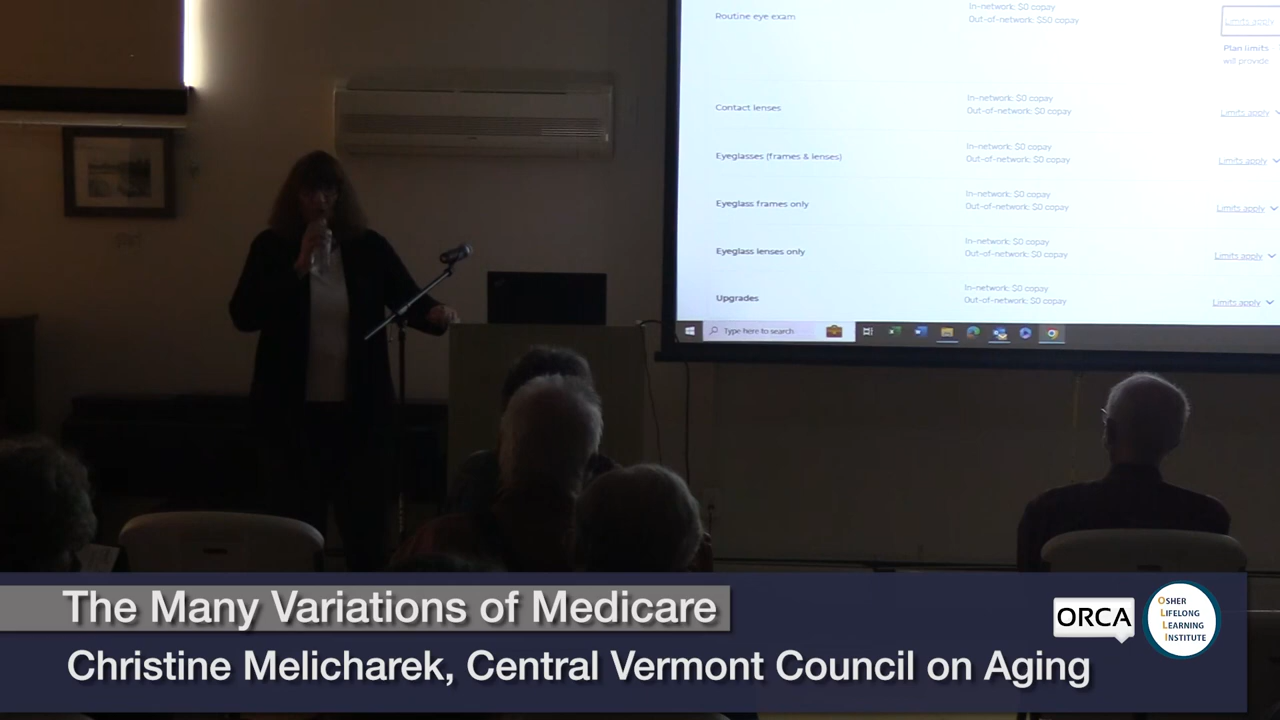 Routine eye exam
In-network: $0 copay
Out-of-network: $50 copay
Limits apply
Plan limits -
will provide
Contact lenses
In-network: $0 copay
Out-of-network: $0 copay
Limits apply
Eyeglasses (frames & lenses)
In-network: $0 copay
Out-of-network: $0 copay
Limits apply
Eyeglass frames only
In-network: $0 copay
Out-of-network: $0 copay
Limits apply
Eyeglass lenses only
In-network: $0 copay
Out-of-network: $0 copay
Limits apply
Upgrades
In-network: $0 copay
Out-of-network: $0 copay
Limits apply
Type here to search
The Many Variations of Medicare
Christine Melicharek, Central Vermont Council on Aging
ORCA
OSHER
LIFELONG
LEARNING
INSTITUTE